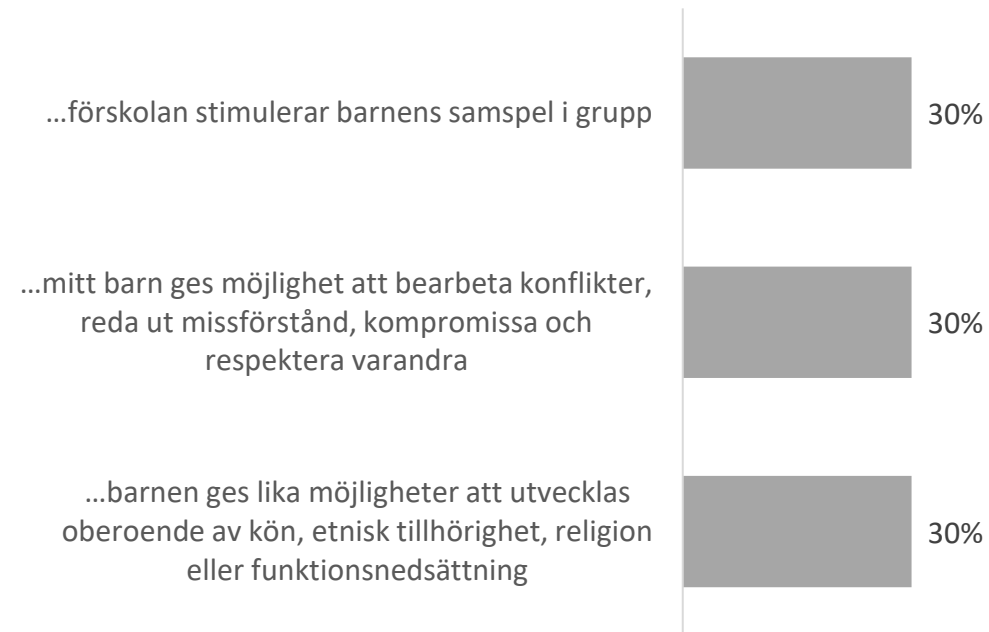 …förskolan stimulerar barnens samspel i grupp
30%
…mitt barn ges möjlighet att bearbeta konflikter,
reda ut missförstånd, kompromissa och
respektera varandra
30%
…barnen ges lika möjligheter att utvecklas
oberoende av kön, etnisk tillhörighet, religion
eller funktionsnedsättning
30%